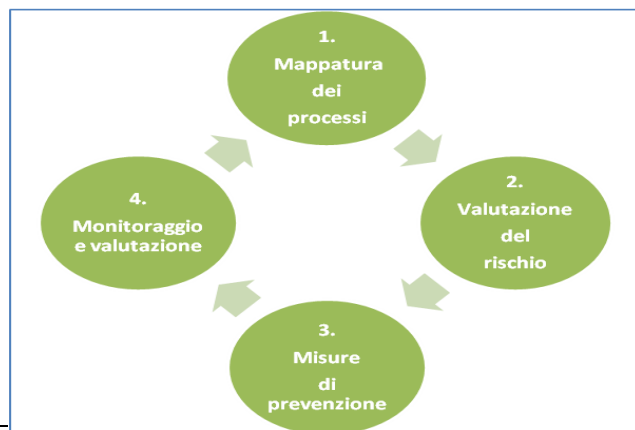 1.
Mappatura
dei
processi
2.
Valutazione
del
rischio
3.
Misure
di
prevenzione
4.
Monitoraggio
e valutazione